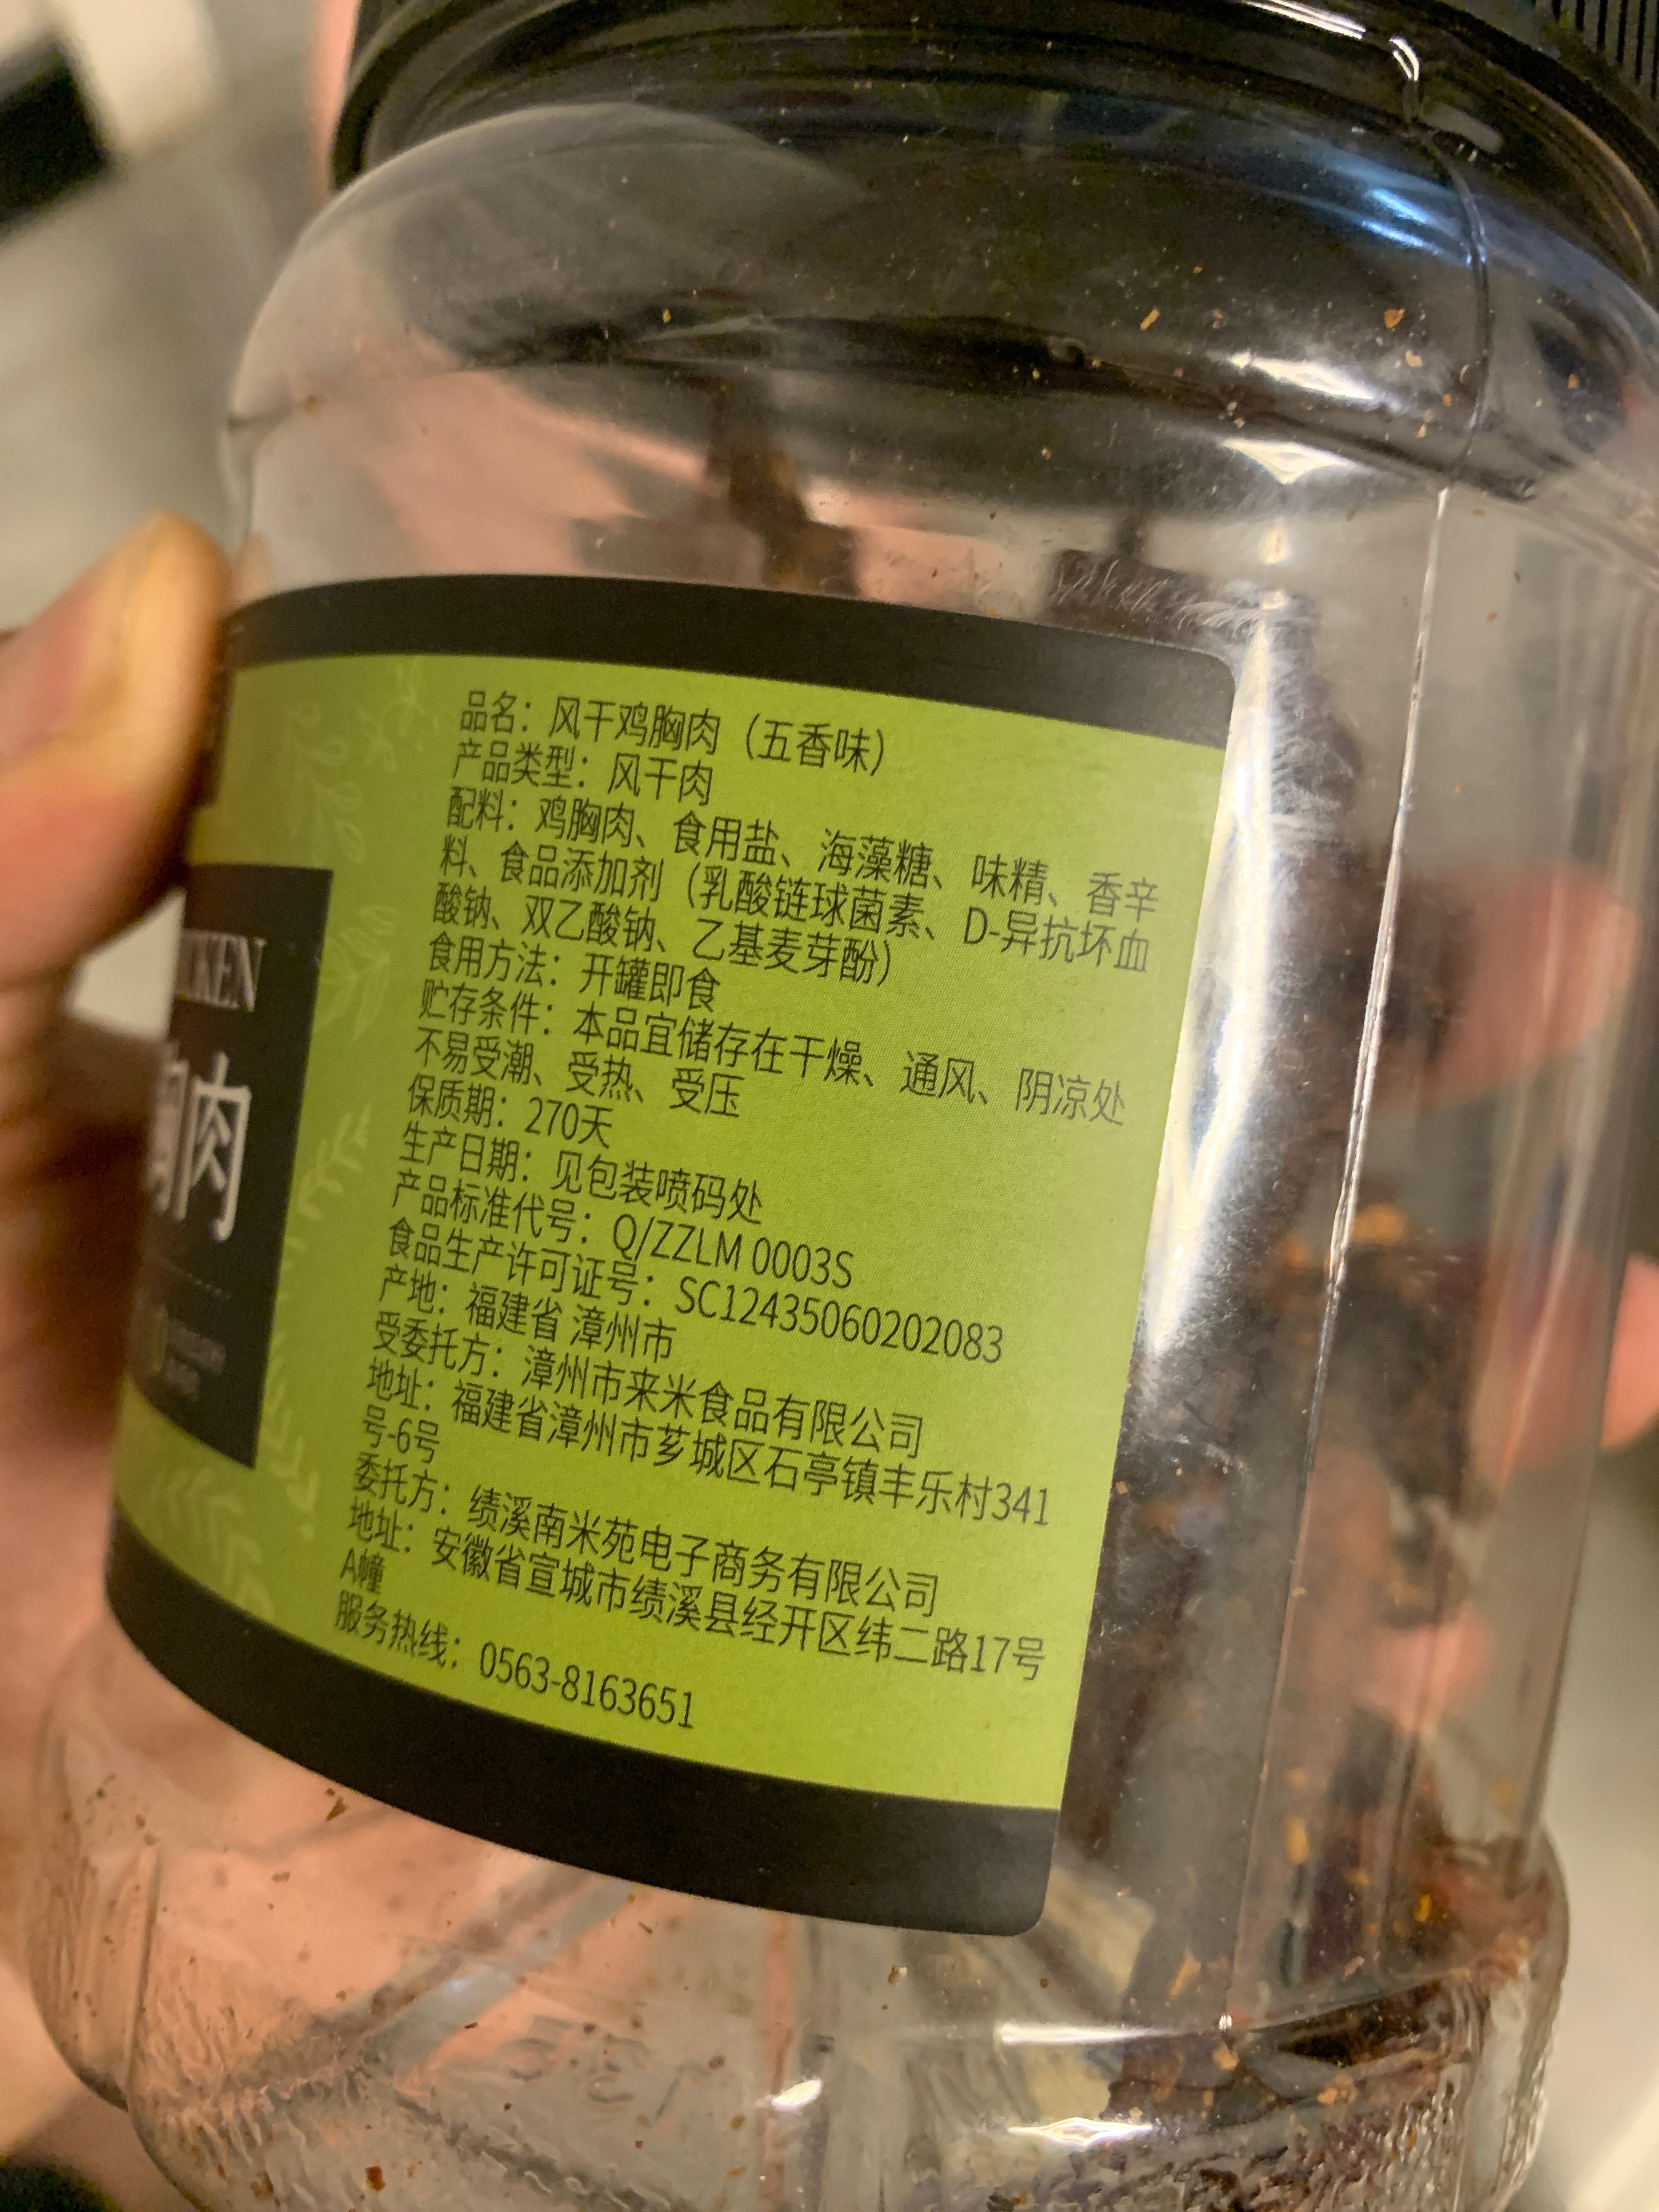 品名：风干鸡胸肉（五香味）
产品类型：风干肉
配料：鸡胸肉、食用盐、海藻糖、味精、香辛
料、食品添加剂（乳酸链球菌素、D-异抗坏血
酸钠、双乙酸钠、乙基麦芽酚）
食用方法：开罐即食
贮存条件：本品宜储存在干燥、通风、阴凉处
不易受潮、受热、受压
保质期：270天
生产日期：见包装喷码处
产品标准代号：Q/ZZLM 0003S
食品生产许可证号：SC12435060202083
产地：福建省 漳州市
受委托方：漳州市来米食品有限公司
地址：福建省漳州市芗城区石亭镇丰乐村341
号-6号
委托方：绩溪南米苑电子商务有限公司
地址：安徽省宣城市绩溪县经开区纬二路17号
A幢
服务热线：0563-8163651
CKEN
胸肉